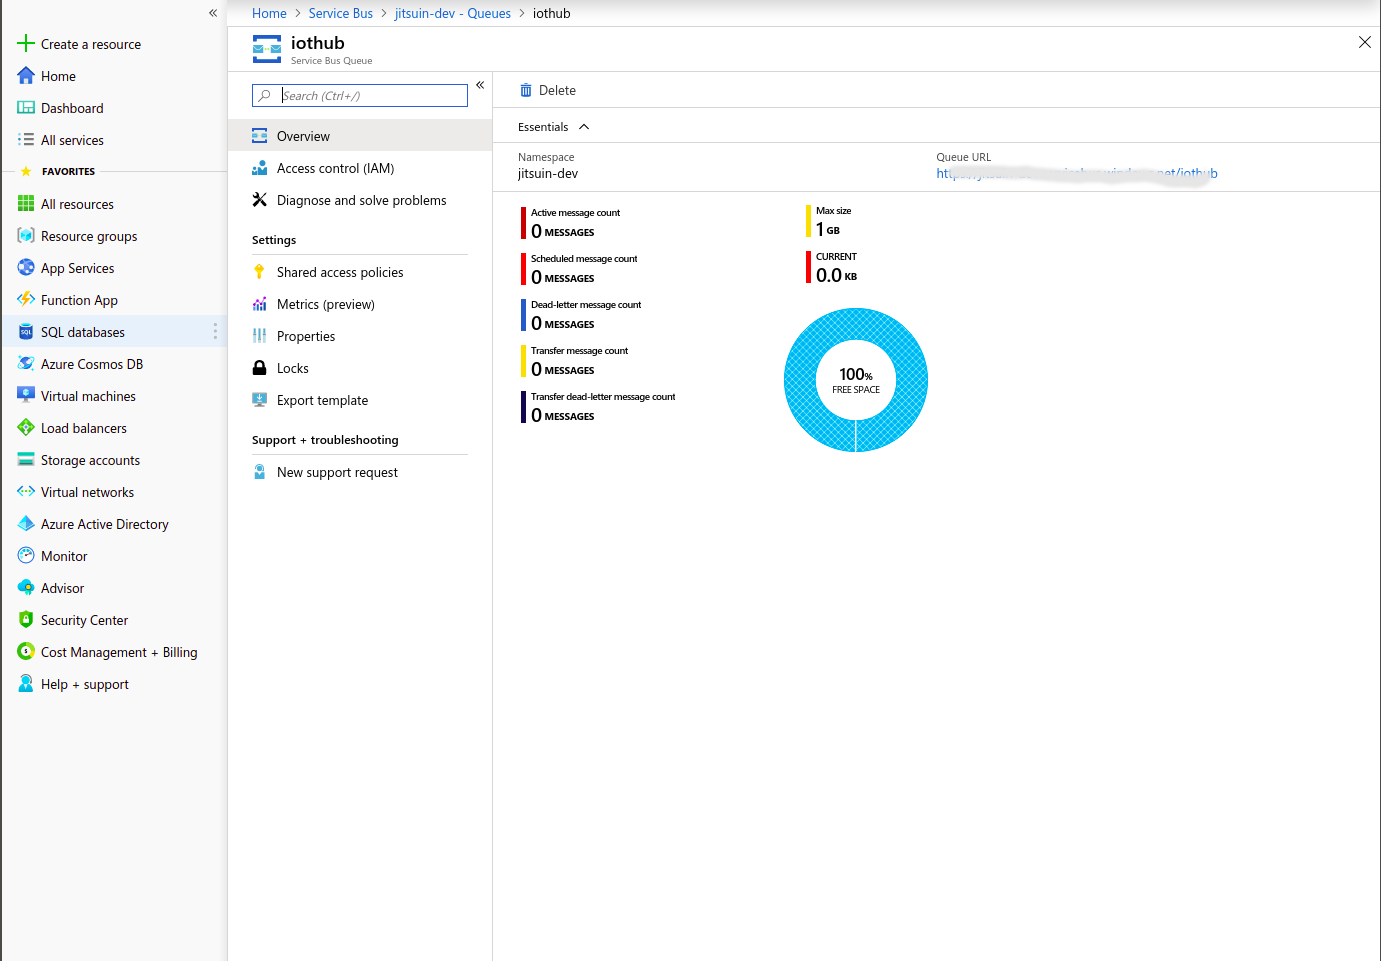 «
Create a resource
Home
Dashboard
All services
FAVORITES
All resources
Resource groups
App Services
Function App
SQL databases
Azure Cosmos DB
Virtual machines
Load balancers
Storage accounts
Virtual networks
Azure Active Directory
Monitor
Advisor
Security Center
Cost Management + Billing
Help + support
Home > Service Bus > jitsuin-dev - Queues > iothub
iothub
Service Bus Queue
Search (Ctrl+/)
«
Overview
Access control (IAM)
Diagnose and solve problems
Settings
Shared access policies
Metrics (preview)
Properties
Locks
Export template
Support + troubleshooting
New support request
Delete
Essentials
Namespace
jitsuin-dev
Queue URL
net/iothub
Active message count
0 MESSAGES
Scheduled message count
0 MESSAGES
Dead-letter message count
0 MESSAGES
Transfer message count
0 MESSAGES
Transfer dead-letter message count
0 MESSAGES
Max size
1 GB
CURRENT
0.0 KB
100%
FREE SPACE